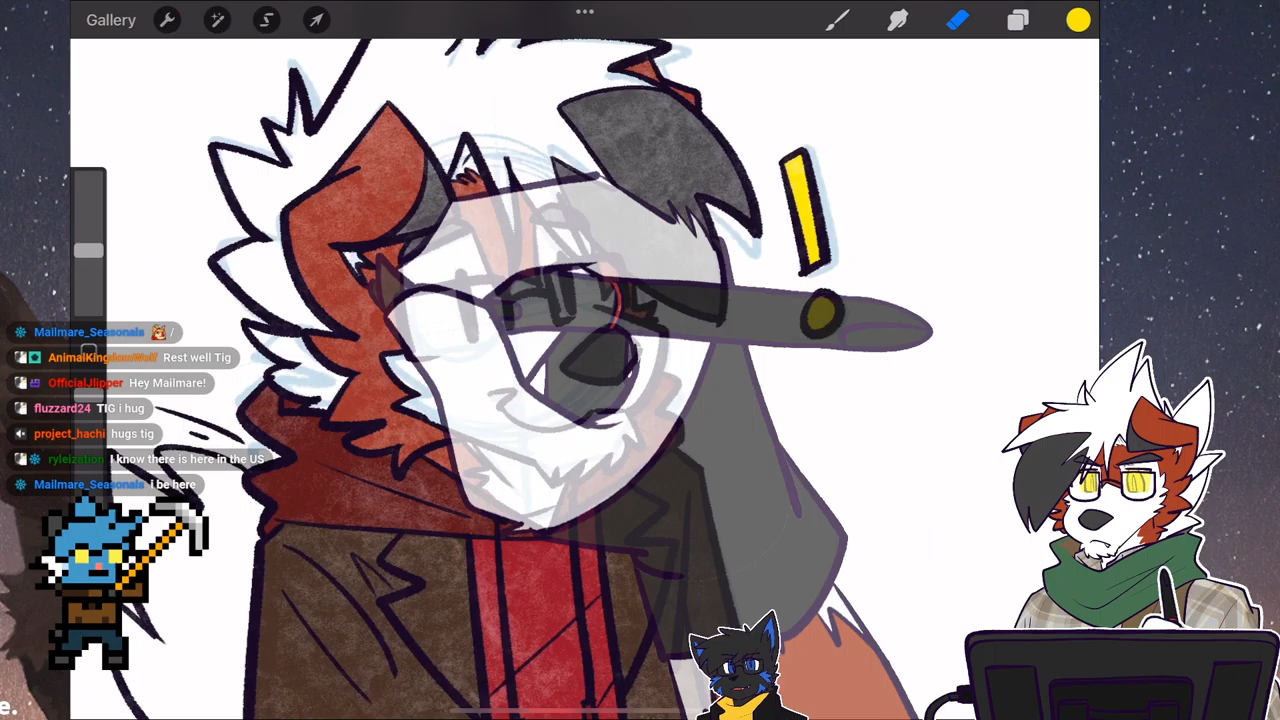 Gallery
Mailmare_Seasonals /
AnimalKingdomWolf Rest well Tig
OfficialJlipper Hey Mailmare!
fluzzard24 TIG i hug
project_hachi hugs tig
ryleization I know there is here in the US
Mailmare_Seasonals i be here
e.